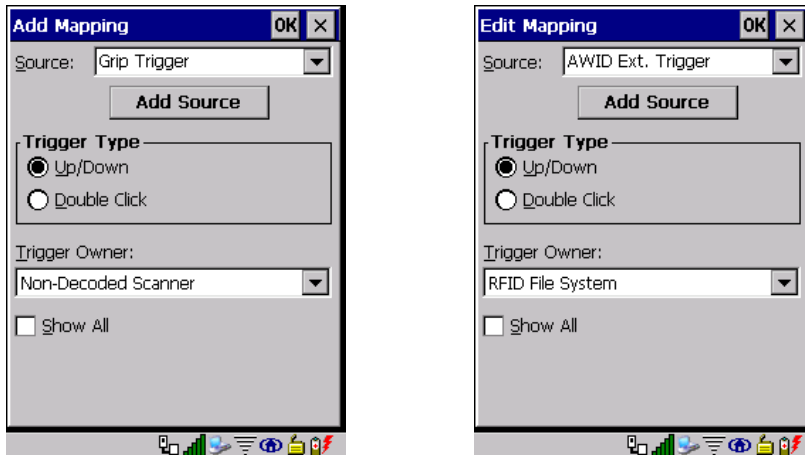 Add Mapping OK
Source: Grip Trigger
Add Source
Trigger Type
Up/Down
Double Click
Trigger Owner:
Non-Decoded Scanner
Show All
Edit Mapping OK
Source: AWID Ext. Trigger
Add Source
Trigger Type
Up/Down
Double Click
Trigger Owner:
RFID File System
Show All